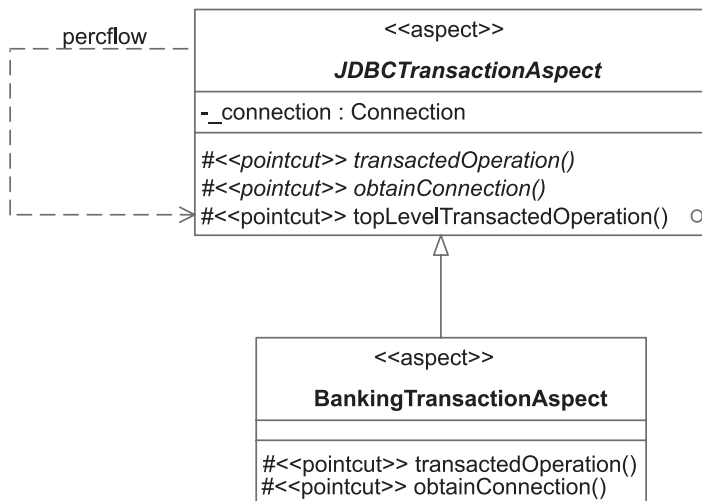 percflow
<<aspect>>
JDBCTransactionAspect
-_connection : Connection
#<<pointcut>> transactedOperation()
#<<pointcut>> obtainConnection()
#<<pointcut>> topLevelTransactedOperation()
<<aspect>>
BankingTransactionAspect
#<<pointcut>> transactedOperation()
#<<pointcut>> obtainConnection()